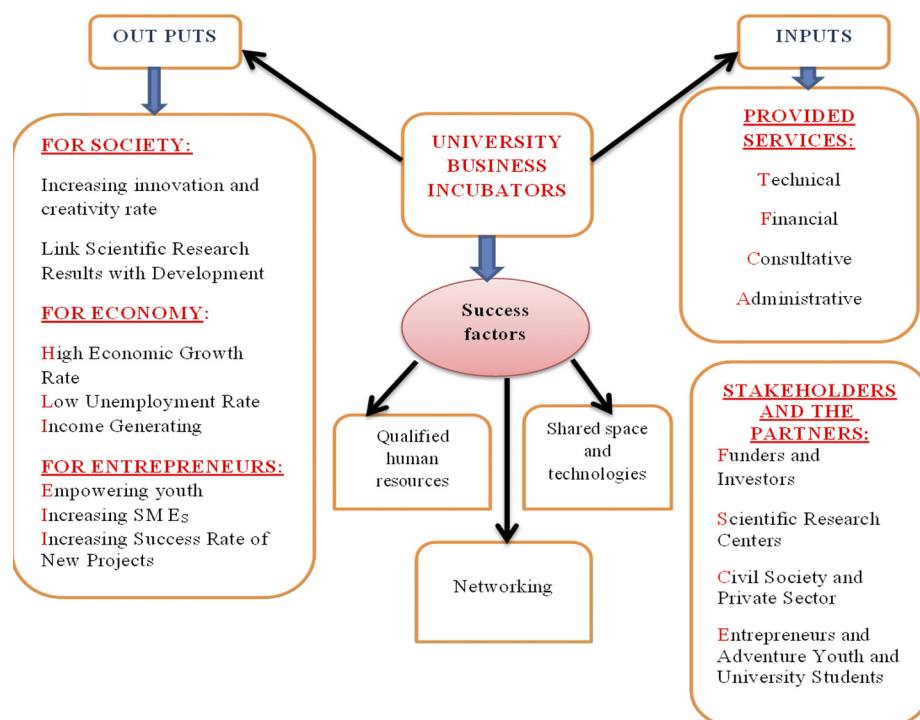 OUT PUTS
FOR SOCIETY:
Increasing innovation and
creativity rate
Link Scientific Research
Results with Development
FOR ECONOMY:
High Economic Growth
Rate
Low Unemployment Rate
Income Generating
FOR ENTREPRENEURS:
Empowering youth
Increasing SM ES
Increasing Success Rate of
New Projects
UNIVERSITY
BUSINESS
INCUBATORS
Success
factors
Qualified
human
resources
Shared space
and
technologies
Networking
INPUTS
PROVIDED
SERVICES:
Technical
Financial
Consultative
Administrative
STAKEHOLDERS
AND THE
PARTNERS:
Funders and
Investors
Scientific Research
Centers
Civil Society and
Private Sector
Entrepreneurs and
Adventure Youth and
University Students